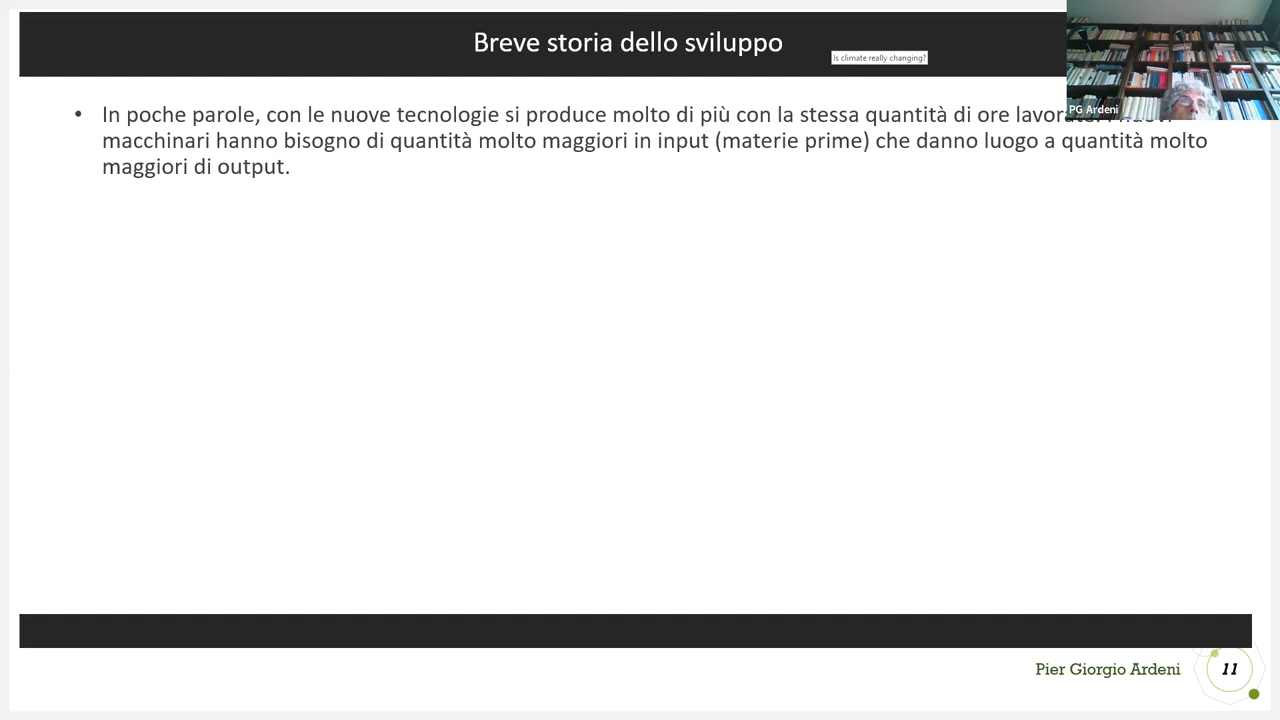 Breve storia dello sviluppo
Is climate really changing?
PG Ardeni
• In poche parole, con le nuove tecnologie si produce molto di più con la stessa quantità di ore
macchinari hanno bisogno di quantità molto maggiori in input (materie prime) che danno luogo a quantità molto
maggiori di output.
Pier Giorgio Ardeni
11